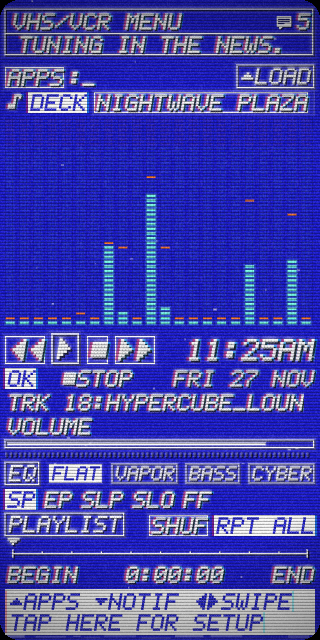 VHS/VCR MENU 5
TUNING IN THE NEWS.
APPS:_ LOAD
DECK NIGHTWAVE PLAZA
11:25AM
OK STOP FRI 27 NOV
TRK 18:HYPERCUBE_LOUN
VOLUME
EQ FLAT VAPOR BASS CYBER
SP EP SLP SLO FF
PLAYLIST SHUF RPT ALL
BEGIN 0:00:00 END
APPS NOTIF SWIPE
TAP HERE FOR SETUP